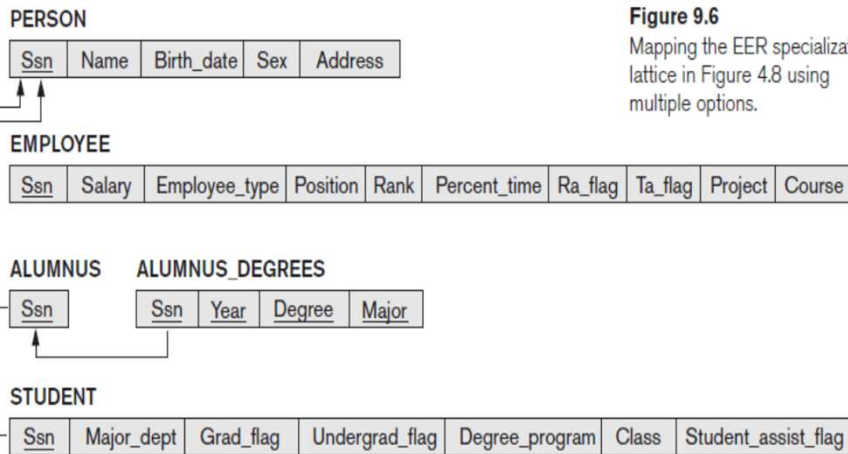 PERSON
Ssn Name Birth_date Sex Address
Figure 9.6
Mapping the EER
lattice in Figure 4.8 using
multiple options.
EMPLOYEE
Ssn Salary Employee_type Position Rank Percent_time Ra_flag Ta_flag Project Course
ALUMNUS ALUMNUS_DEGREES
Ssn Ssn Year Degree Major
STUDENT
Ssn Major_dept Grad_flag Undergrad_flag Degree_program Class Student_assist_flag